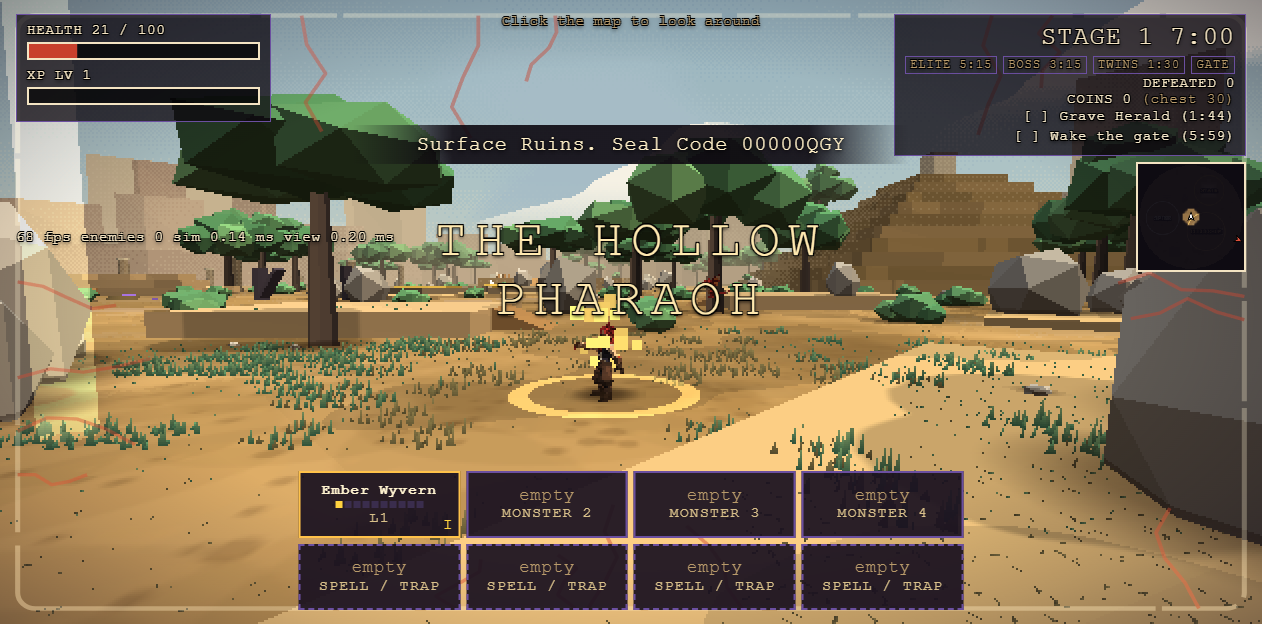 Click the map to look around
HEALTH 21 / 100
XP LV 1
STAGE 1 7:00
ELITE 5:15 BOSS 3:15 TWINS 1:30 GATE
DEFEATED 0
COINS 0 (chest 30)
[ ] Grave Herald (1:44)
[ ] Wake the gate (5:59)
Surface Ruins. Seal Code 00000QGY
68 fps enemies 0 sim 0.14 ms view 0.20 ms
THE HOLLOW
PHARAOH
Ember Wyvern
L1
I
empty
MONSTER 2
empty
MONSTER 3
empty
MONSTER 4
empty
SPELL / TRAP
empty
SPELL / TRAP
empty
SPELL / TRAP
empty
SPELL / TRAP